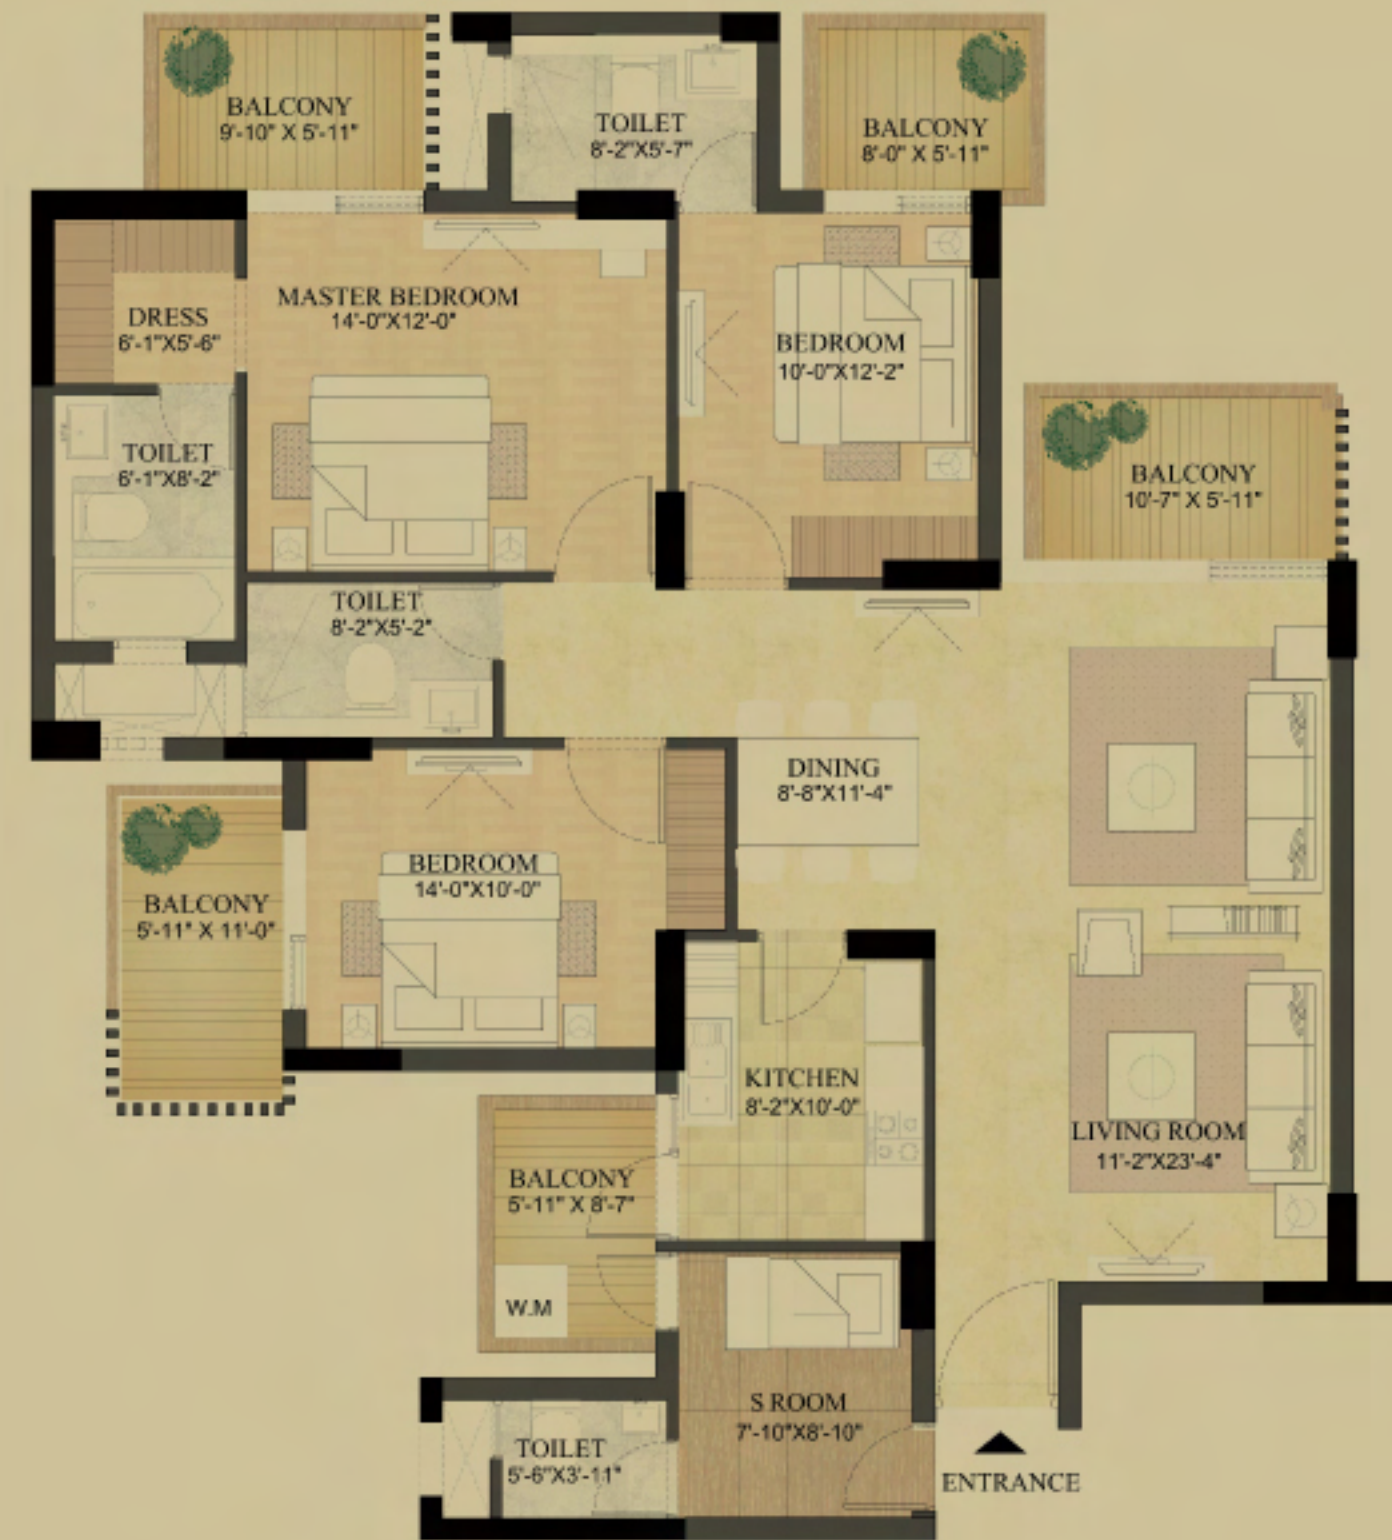 BALCONY
9'-10" X 5'-11"
TOILET
8'-2"X5'-7"
BALCONY
8'-0" X 5'-11"
MASTER BEDROOM
14'-0"X12'-0"
DRESS
6'-1"X5'-6"
BEDROOM
10'-0"X12'-2"
TOILET
6'-1"X8'-2"
BALCONY
10'-7" X 5'-11"
TOILET
8'-2"X5'-2"
DINING
8'-8"X11'-4"
BEDROOM
14'-0"X10'-0"
BALCONY
5'-11" X 11'-0"
KITCHEN
8'-2"X10'-0"
LIVING ROOM
11'-2"X23'-4"
BALCONY
5'-11" X 8'-7"
W.M
S ROOM
7'-10"X8'-10"
TOILET
5'-6"X3'-11"
ENTRANCE